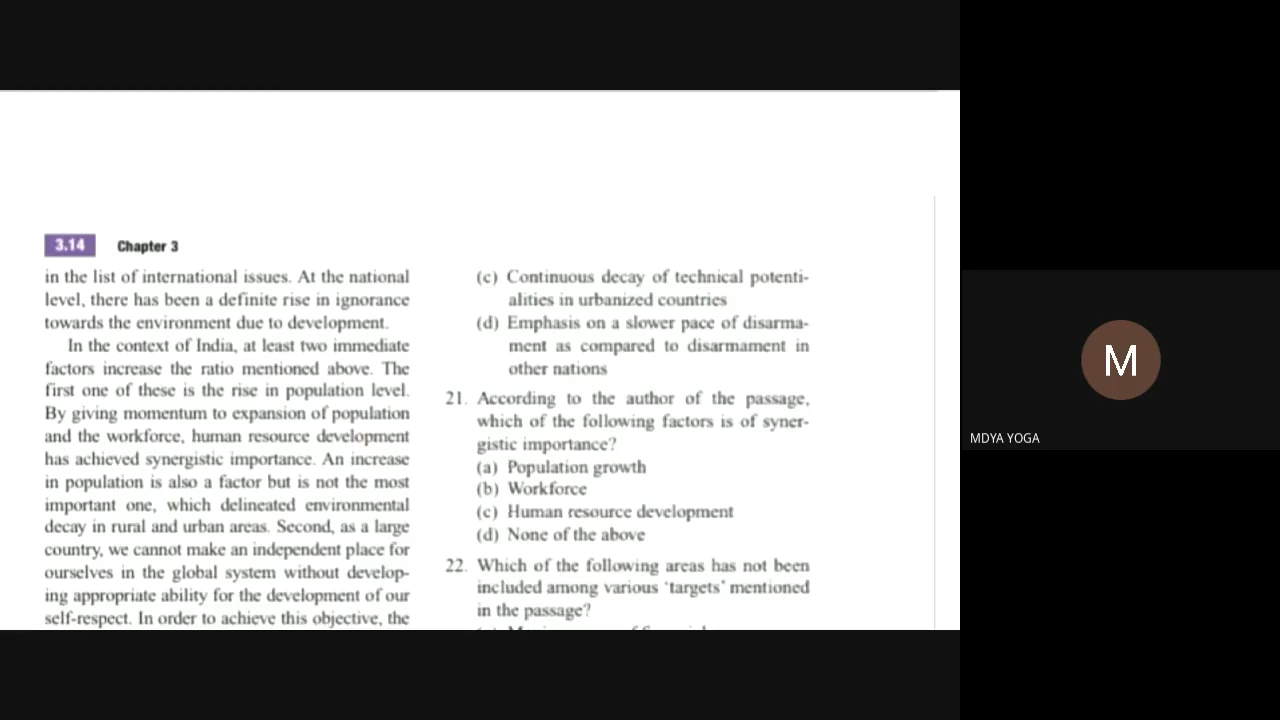 3.14 Chapter 3
in the list of international issues. At the national
level, there has been a definite rise in ignorance
towards the environment due to development.
In the context of India, at least two immediate
factors increase the ratio mentioned above. The
first one of these is the rise in population level.
By giving momentum to expansion of population
and the workforce, human resource development
has achieved synergistic importance. An increase
in population is also a factor but is not the most
important one, which delineated environmental
decay in rural and urban areas. Second, as a large
country, we cannot make an independent place for
ourselves in the global system without develop-
ing appropriate ability for the development of our
self-respect. In order to achieve this objective, the
(c) Continuous decay of technical potenti-
alities in urbanized countries
(d) Emphasis on a slower pace of disarma-
ment as compared to disarmament in
other nations
21. According to the author of the passage,
which of the following factors is of syner-
gistic importance?
(a) Population growth
(b) Workforce
(c) Human resource development
(d) None of the above
22. Which of the following areas has not been
included among various ‘targets’ mentioned
in the passage?
M
MDYA YOGA